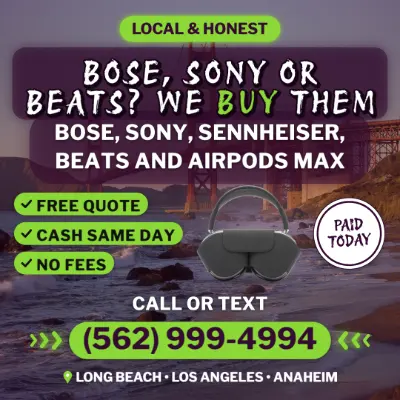 LOCAL & HONEST
BOSE, SONY OR
BEATS? WE BUY THEM
BOSE, SONY, SENNHEISER,
BEATS AND AIRPODS MAX
FREE QUOTE
CASH SAME DAY
NO FEES
PAID
TODAY
CALL OR TEXT
(562) 999-4994
LONG BEACH • LOS ANGELES • ANAHEIM